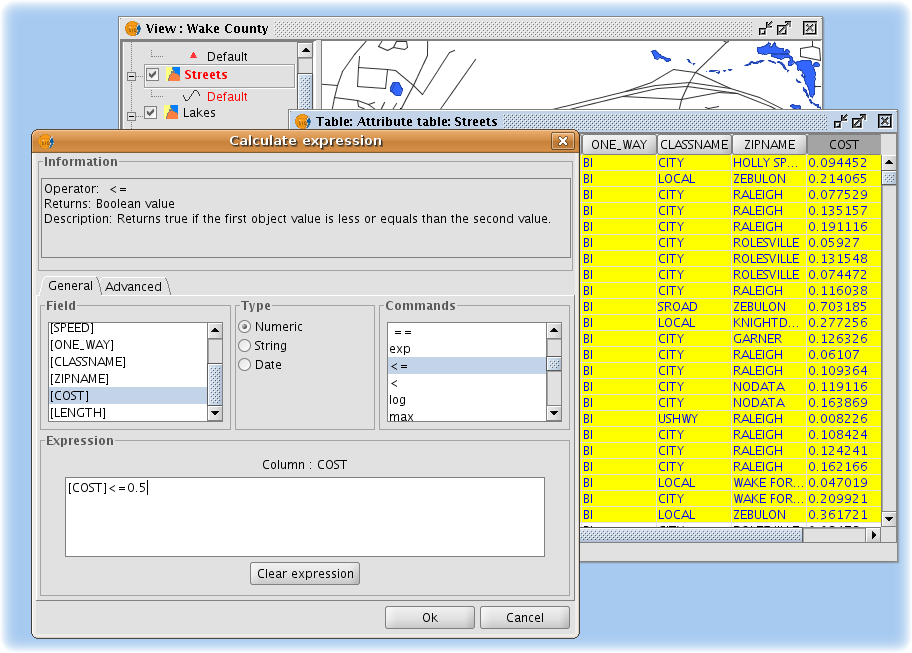 View : Wake County
Default
Streets
Default
Lakes
Table: Attribute table: Streets
Calculate expression
Information
Operator: <=
Returns: Boolean value
Description: Returns true if the first object value is less or equals than the second value.
General
Advanced
Field
[SPEED]
[ONE_WAY]
[CLASSNAME]
[ZIPNAME]
[COST]
[LENGTH]
Type
Numeric
String
Date
Commands
==
exp
<=
<
log
max
Expression
Column : COST
[COST]<=0.5
Clear expression
Ok Cancel
ONE_WAY CLASSNAME ZIPNAME COST
BI CITY HOLLY SP... 0.094452
BI LOCAL ZEBULON 0.214065
BI CITY RALEIGH 0.077529
BI CITY RALEIGH 0.135157
BI CITY RALEIGH 0.191116
BI CITY ROLESVILLE 0.05927
BI CITY ROLESVILLE 0.131548
BI CITY ROLESVILLE 0.074472
BI CITY RALEIGH 0.116038
BI SROAD ZEBULON 0.703185
BI LOCAL KNIGHTD... 0.277256
BI CITY GARNER 0.126326
BI CITY RALEIGH 0.06107
BI CITY RALEIGH 0.109364
BI CITY NODATA 0.119116
BI CITY NODATA 0.163869
BI USHWY RALEIGH 0.008226
BI CITY RALEIGH 0.108424
BI CITY RALEIGH 0.124241
BI CITY RALEIGH 0.162166
BI LOCAL WAKE FOR... 0.047019
BI CITY WAKE FOR... 0.209921
BI LOCAL ZEBULON 0.361721